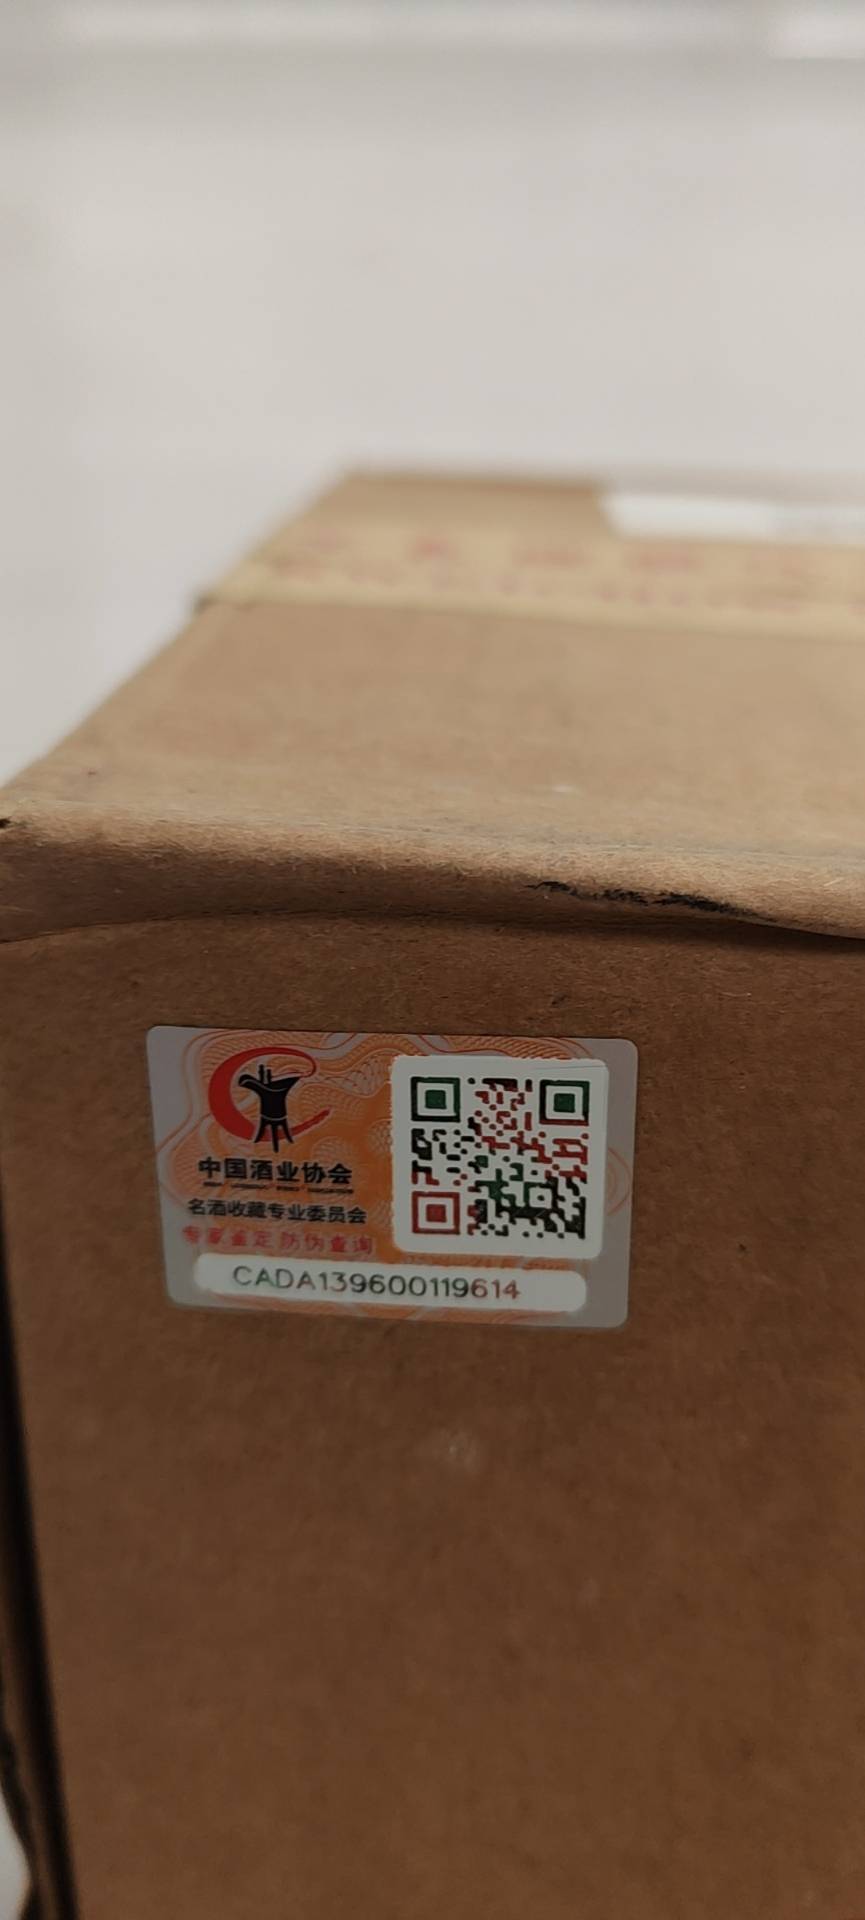 中国酒业协会
名酒收藏专业委员会
专家鉴定 防伪查询
CADA139600119614